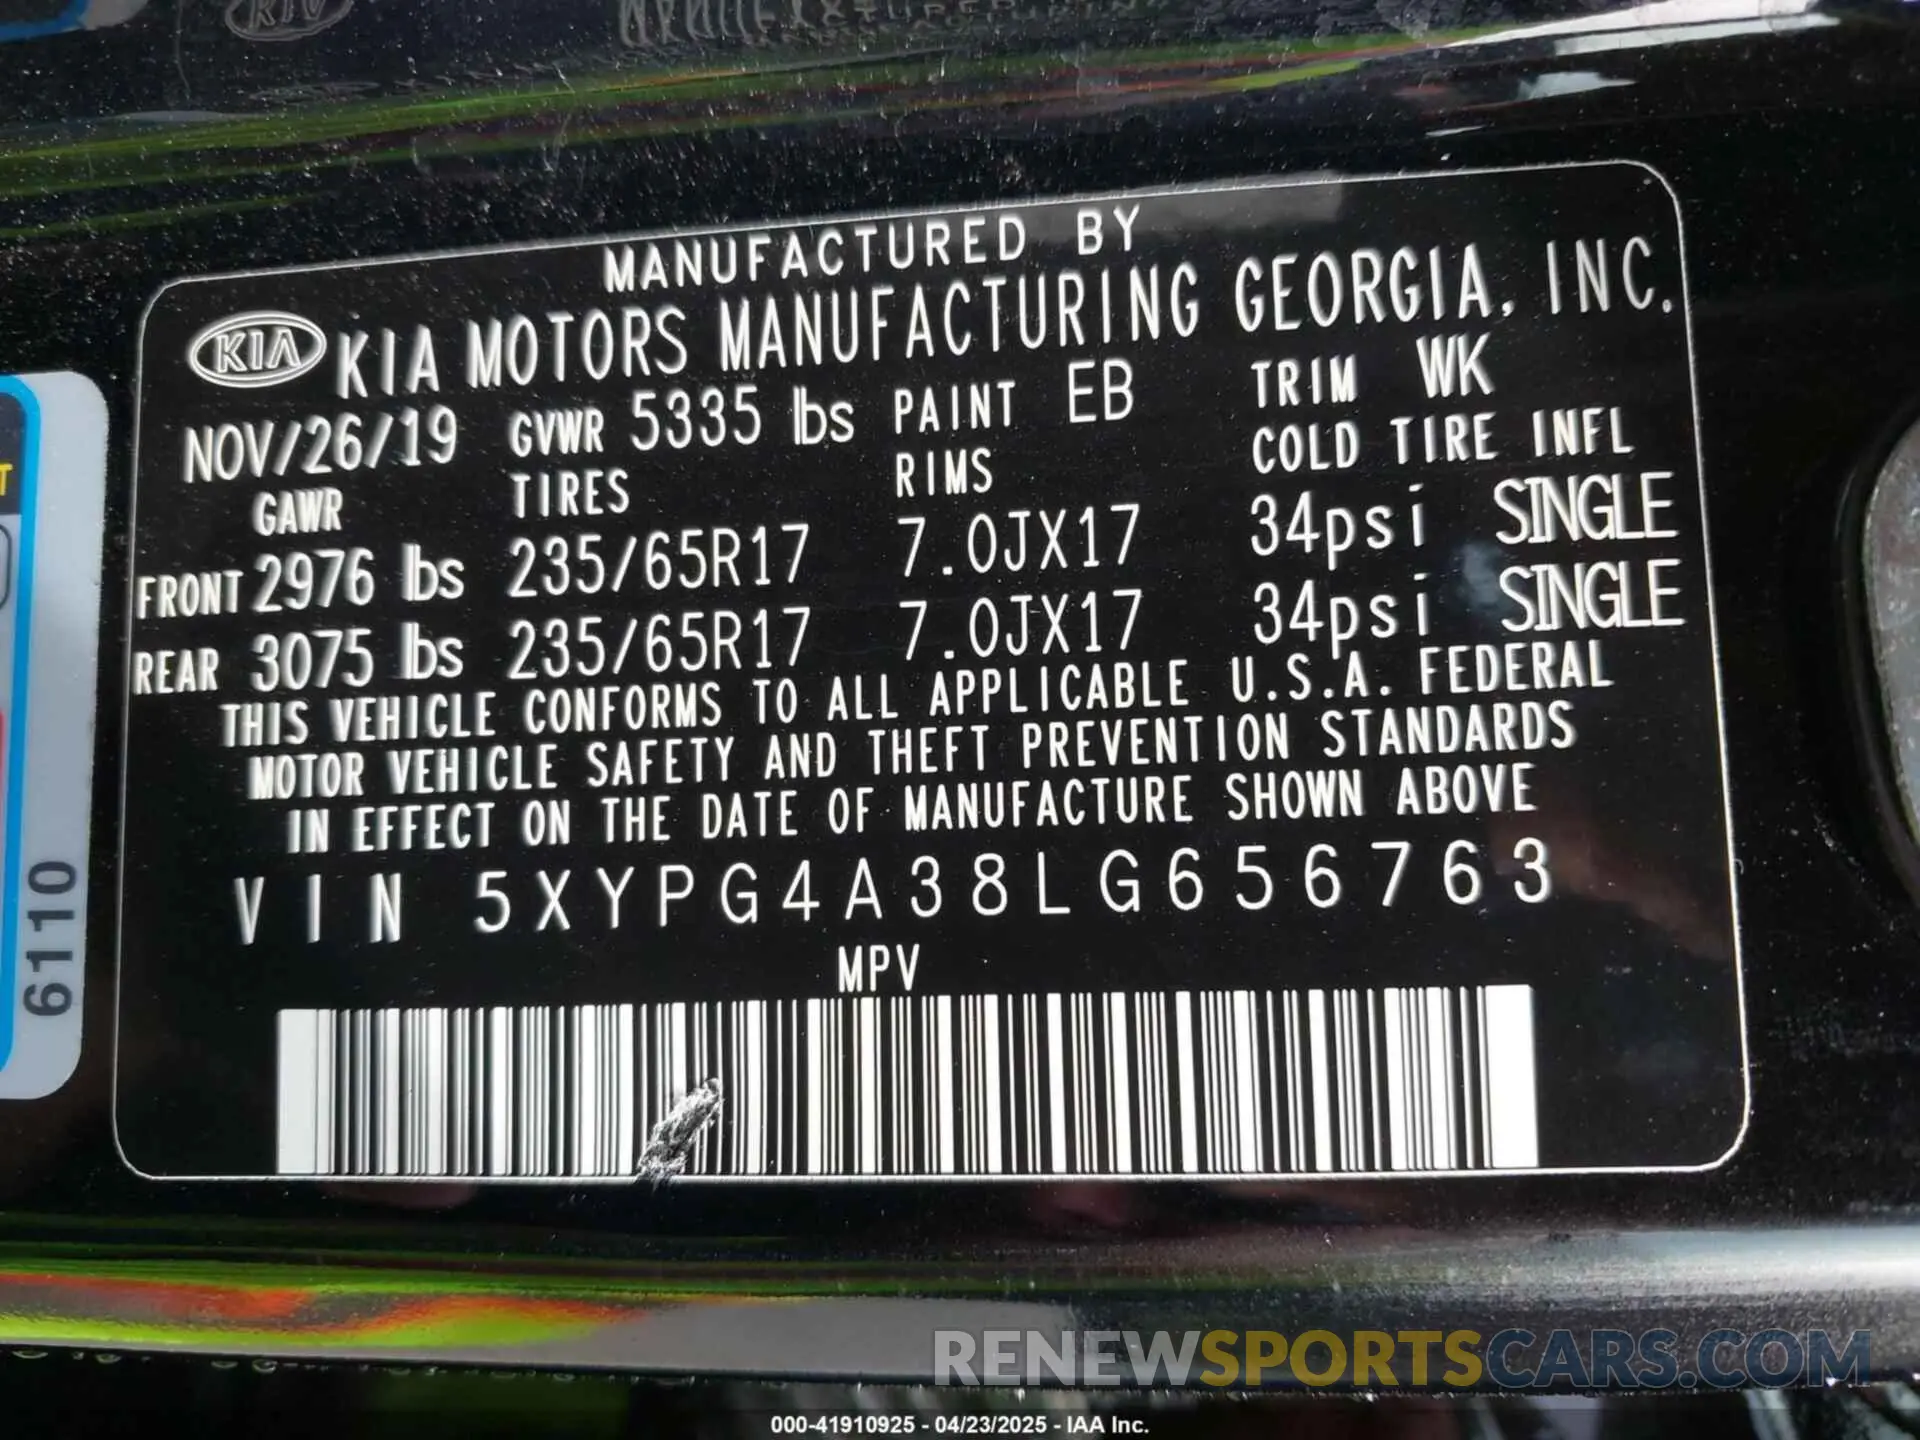 MANUFACTURED BY
KIA KIA MOTORS MANUFACTURING GEORGIA, INC.
NOV/26/19 GVWR 5335 lbs PAINT EB TRIM WK
GAWR TIRES RIMS COLD TIRE INFL
FRONT 2976 lbs 235/65R17 7.0JX17 34psi SINGLE
REAR 3075 lbs 235/65R17 7.0JX17 34psi SINGLE
THIS VEHICLE CONFORMS TO ALL APPLICABLE U.S.A. FEDERAL
MOTOR VEHICLE SAFETY AND THEFT PREVENTION STANDARDS
IN EFFECT ON THE DATE OF MANUFACTURE SHOWN ABOVE
VIN 5XYPG4A38LG656763
MPV
6110
RENEWSPORTSCARS.COM
000-41910925 - 04/23/2025 - IAA Inc.